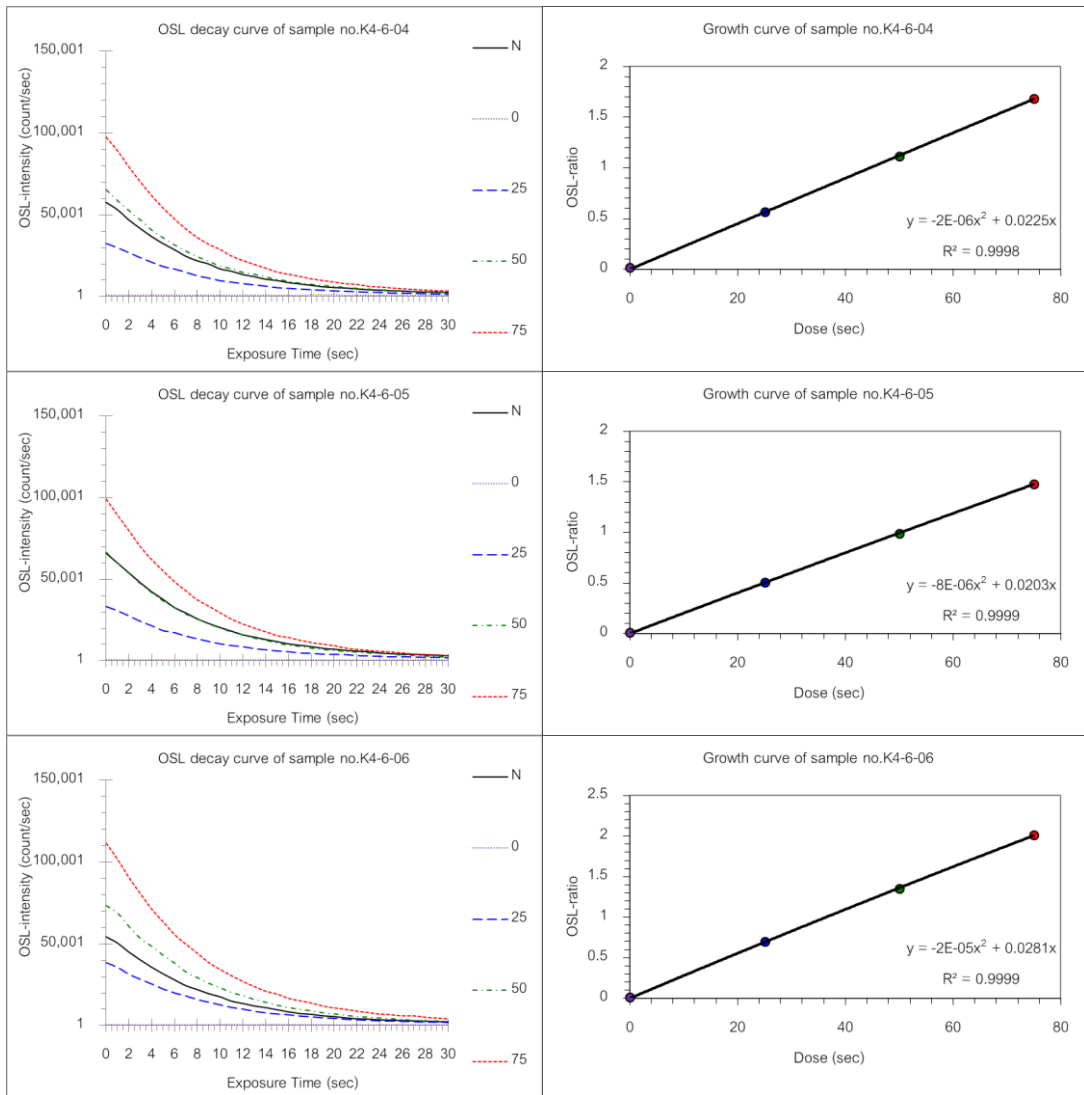 OSL decay curve of sample no.K4-6-04
150,001
100,001
50,001
1
OSL-intensity (count/sec)
0 2 4 6 8 10 12 14 16 18 20 22 24 26 28 30
Exposure Time (sec)
N
0
25
50
75
Growth curve of sample no.K4-6-04
2
1.5
1
0.5
0
OSL-ratio
y = -2E-06x² + 0.0225x
R² = 0.9998
0 20 40 60 80
Dose (sec)
OSL decay curve of sample no.K4-6-05
150,001
100,001
50,001
1
OSL-intensity (count/sec)
0 2 4 6 8 10 12 14 16 18 20 22 24 26 28 30
Exposure Time (sec)
N
0
25
50
75
Growth curve of sample no.K4-6-05
2
1.5
1
0.5
0
OSL-ratio
y = -8E-06x² + 0.0203x
R² = 0.9999
0 20 40 60 80
Dose (sec)
OSL decay curve of sample no.K4-6-06
150,001
100,001
50,001
1
OSL-intensity (count/sec)
0 2 4 6 8 10 12 14 16 18 20 22 24 26 28 30
Exposure Time (sec)
N
0
25
50
75
Growth curve of sample no.K4-6-06
2.5
2
1.5
1
0.5
0
OSL-ratio
y = -2E-05x² + 0.0281x
R² = 0.9999
0 20 40 60 80
Dose (sec)